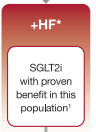 +HF*
SGLT2i
with proven
benefit in this
population†